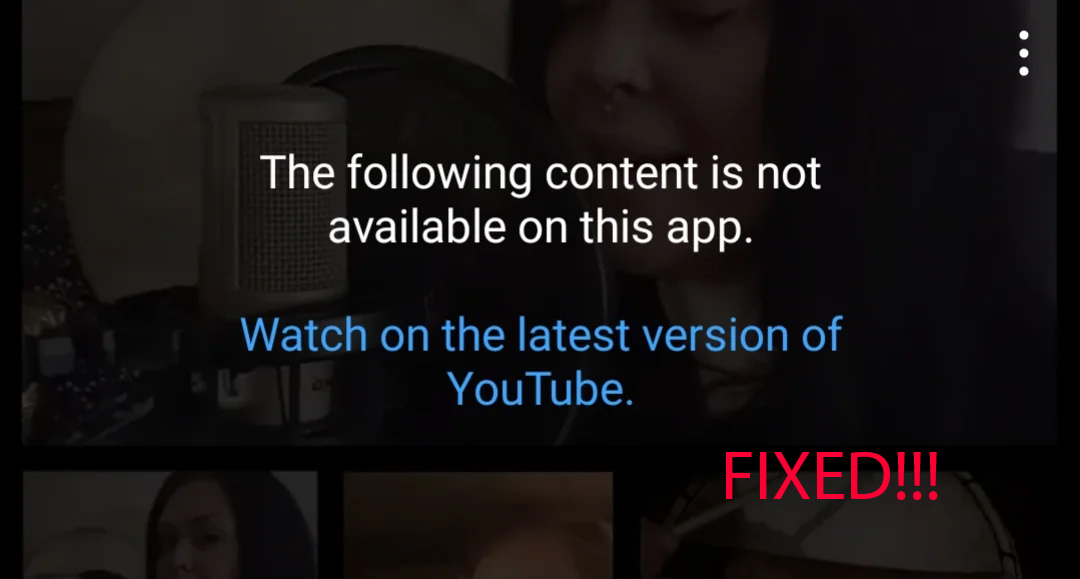 The following content is not
available on this app.
Watch on the latest version of
YouTube.
FIXED!!!